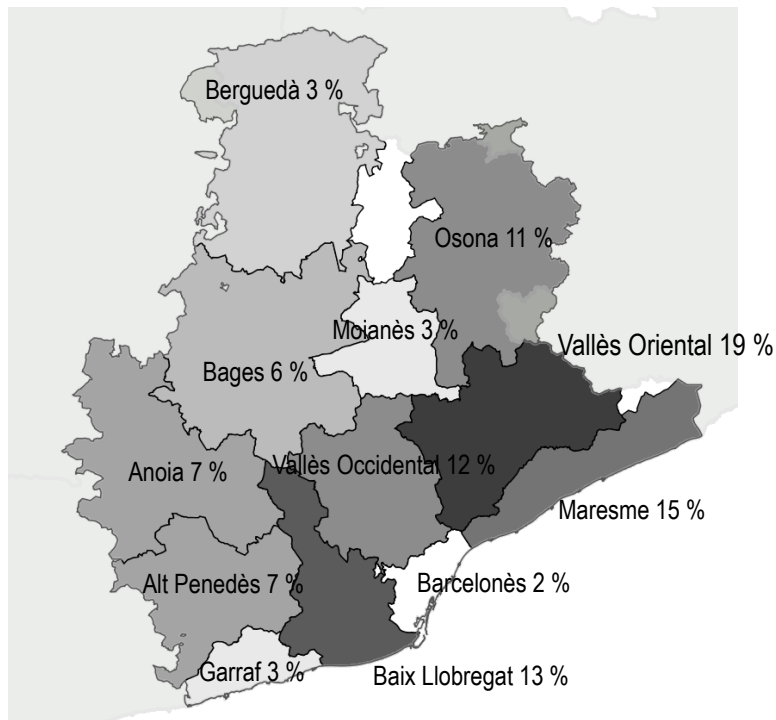 Berguedà 3 %
Osona 11 %
Moianès 3 %
Vallès Oriental 19 %
Bages 6 %
Anoia 7 %
Vallès Occidental 12 %
Maresme 15 %
Alt Penedès 7 %
Barcelonès 2 %
Garraf 3 %
Baix Llobregat 13 %